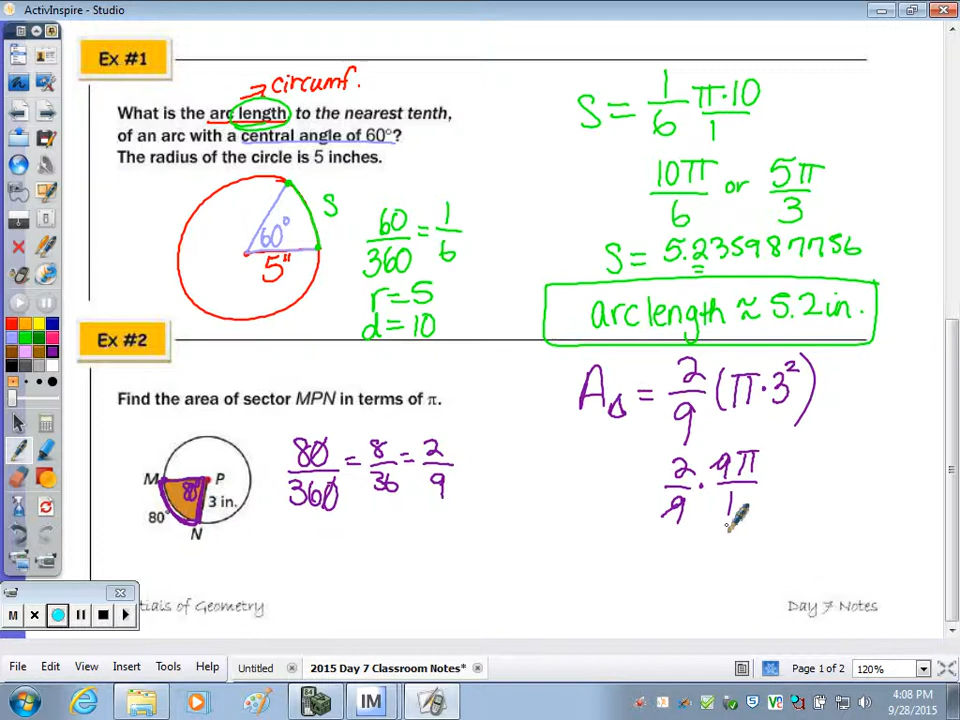 ActivInspire - Studio
Ex #1
→ circumf.
What is the arc length to the nearest tenth,
of an arc with a central angle of 60°?
The radius of the circle is 5 inches.
60°
5"
S
60/360 = 1/6
r = 5
d = 10
S = 1/6 π·10/1
10π/6 or 5π/3
S = 5.235987756
arc length ≈ 5.2 in.
Ex #2
Find the area of sector MPN in terms of π.
M
P
80°
3 in.
80°
N
80/360 = 8/36 = 2/9
A = 2/9 (π·3²)
2/9 · 9π/1
tials of Geometry
Day 7 Notes
M
File Edit View Insert Tools Help Untitled 2015 Day 7 Classroom Notes* Page 1 of 2 120%
IM
4:08 PM
9/28/2015